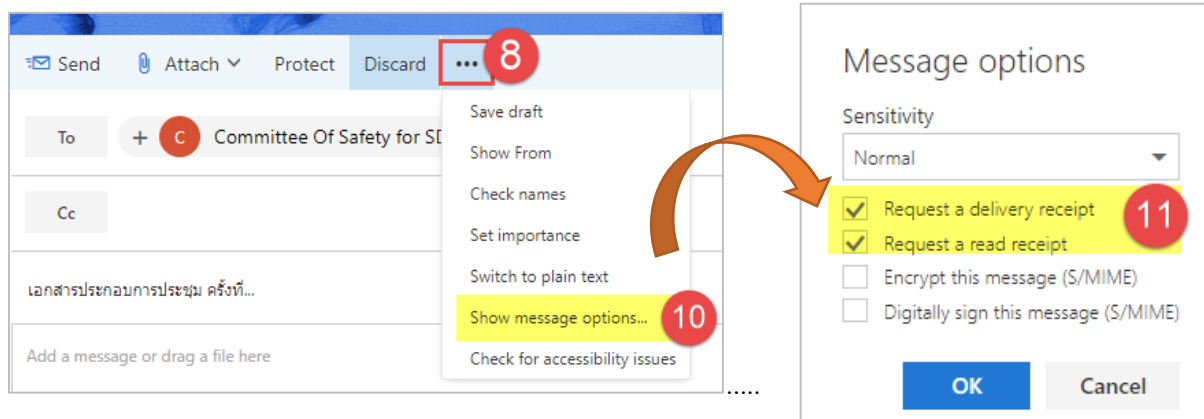 Send Attach Protect Discard ••• 8
To + C Committee Of Safety for SD
Cc
เอกสารประกอบการประชุม ครั้งที่...
Add a message or drag a file here
Save draft
Show From
Check names
Set importance
Switch to plain text
Show message options... 10
Check for accessibility issues
.....
Message options
Sensitivity
Normal
Request a delivery receipt
11
Request a read receipt
Encrypt this message (S/MIME)
Digitally sign this message (S/MIME)
OK Cancel